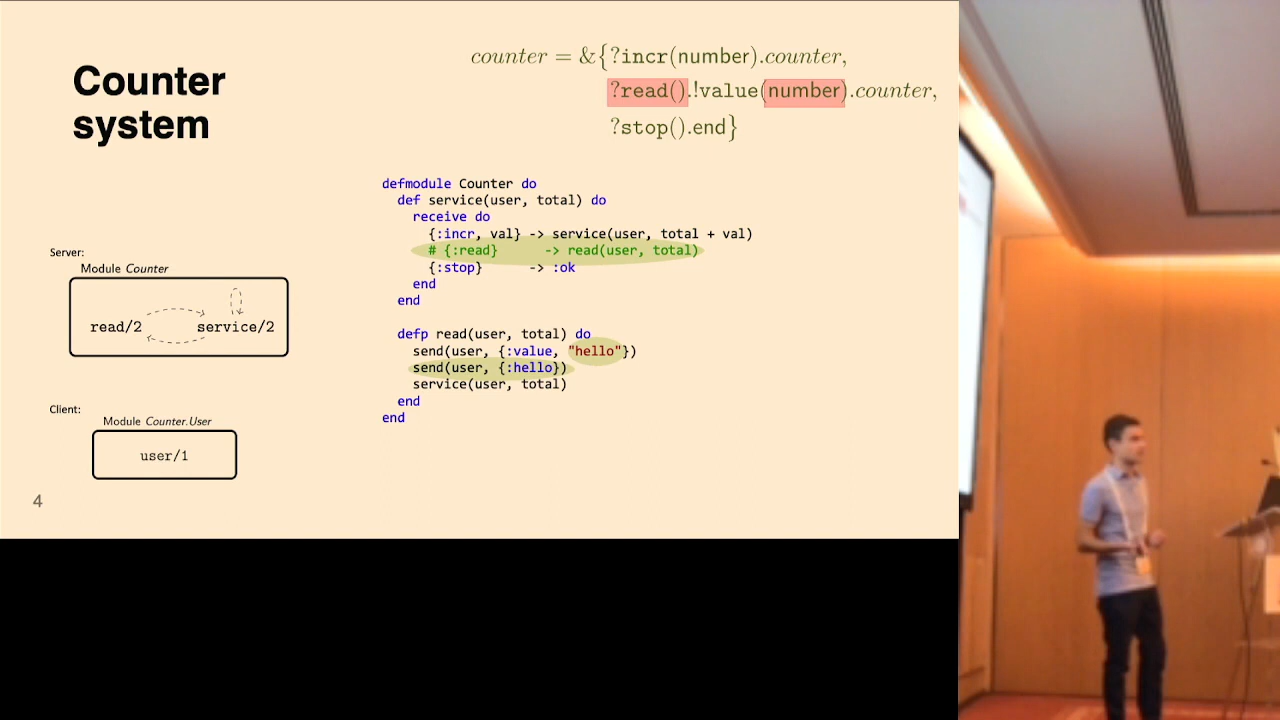 Counter
system
counter = &{?incr(number).counter,
?read().!value(number).counter,
?stop().end}
defmodule Counter do
def service(user, total) do
receive do
{:incr, val} -> service(user, total + val)
# {:read}      -> read(user, total)
{:stop}      -> :ok
end
end
defp read(user, total) do
send(user, {:value, "hello"})
send(user, {:hello})
service(user, total)
end
end
Server:
Module Counter
read/2
service/2
Client:
Module Counter.User
user/1
4